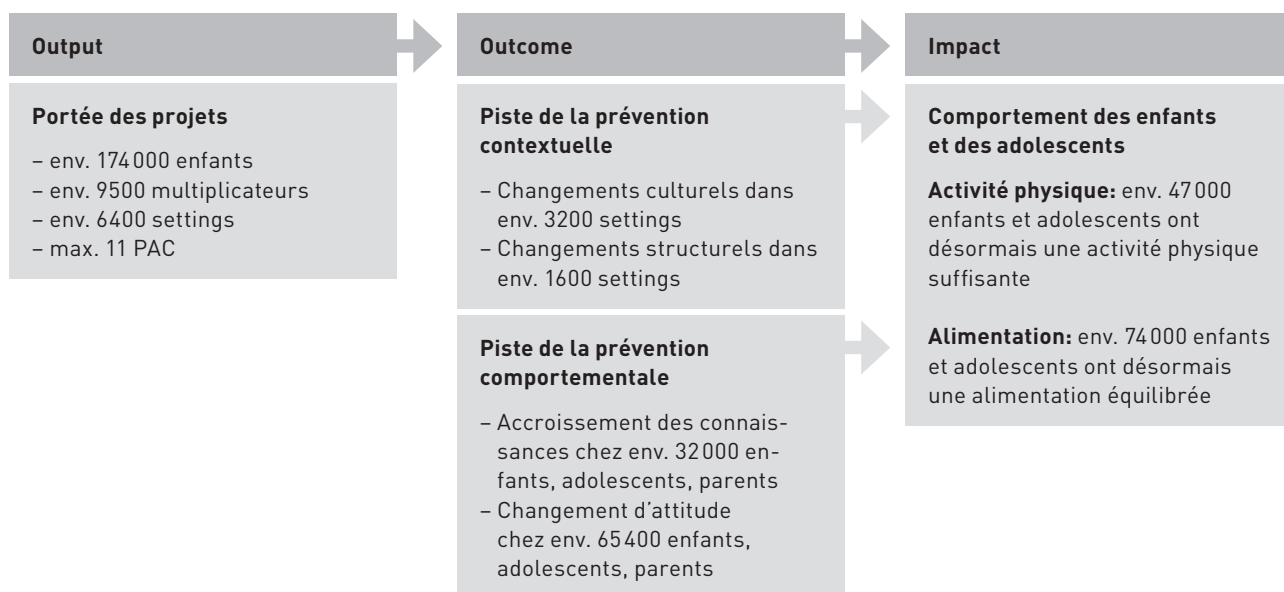 Output
Portée des projets
– env. 174 000 enfants
– env. 9500 multiplicateurs
– env. 6400 settings
– max. 11 PAC
Outcome
Piste de la prévention
contextuelle
– Changements culturels dans
env. 3200 settings
– Changements structurels dans
env. 1600 settings
Piste de la prévention
comportementale
– Accroissement des connais-
sances chez env. 32 000 en-
fants, adolescents, parents
– Changement d’attitude
chez env. 65 400 enfants,
adolescents, parents
Impact
Comportement des enfants
et des adolescents
Activité physique: env. 47 000
enfants et adolescents ont
désormais une activité physique
suffisante
Alimentation: env. 74 000 enfants
et adolescents ont désormais
une alimentation équilibrée